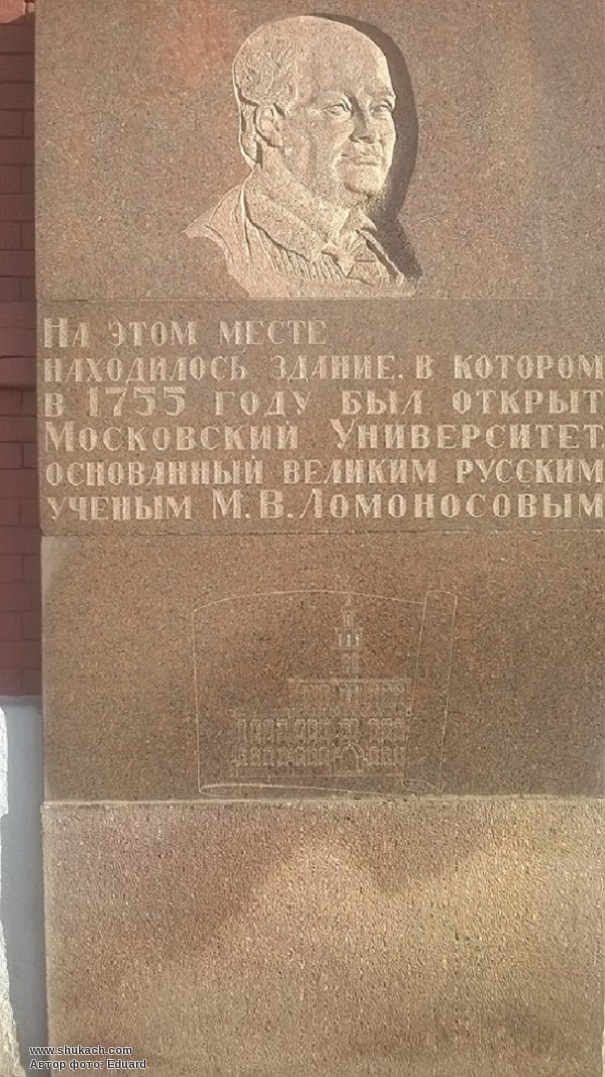 На этом месте
находилось здание, в котором
в 1755 году был открыт
Московский Университет,
основанный великим русским
ученым М.В.Ломоносовым
www.shukach.com
Автор фото: Eduard